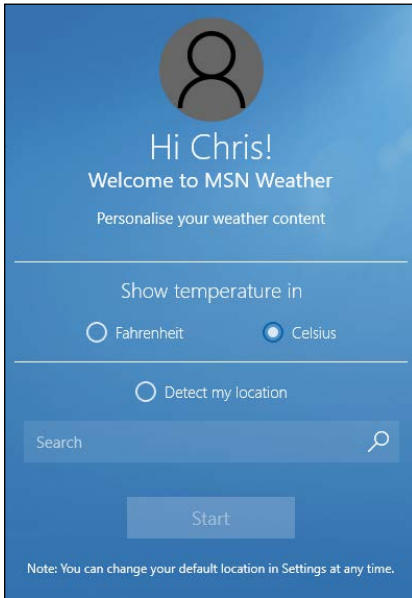 Hi Chris!
Welcome to MSN Weather
Personalise your weather content
Show temperature in
Fahrenheit Celsius
Detect my location
Search
Start
Note: You can change your default location in Settings at any time.